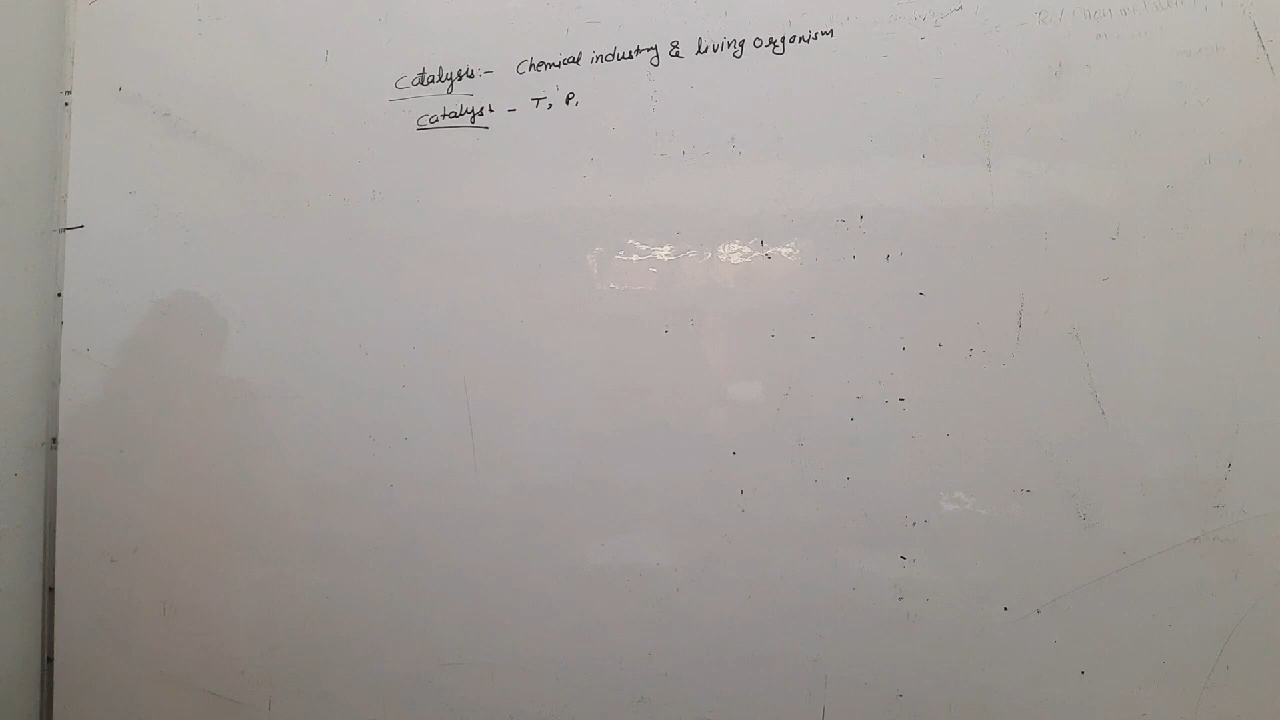 Catalysis:- Chemical industry & living organism
Catalyst - T, P,